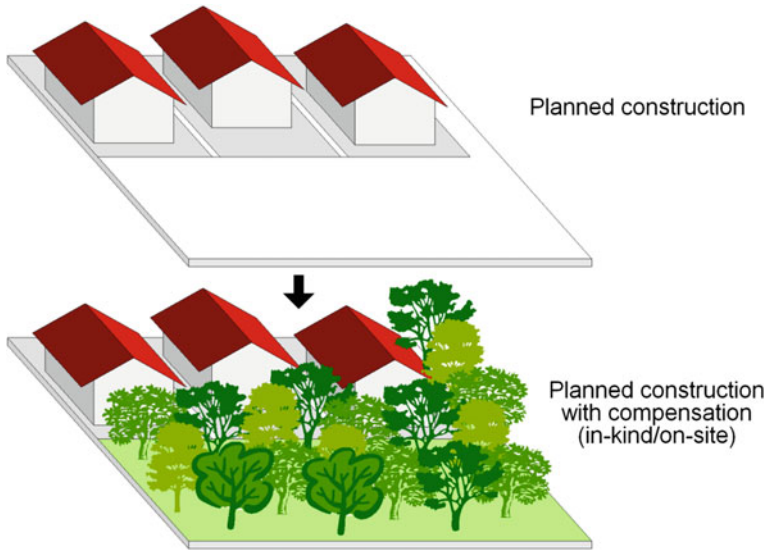 Planned construction
Planned construction
with compensation
(in-kind/on-site)